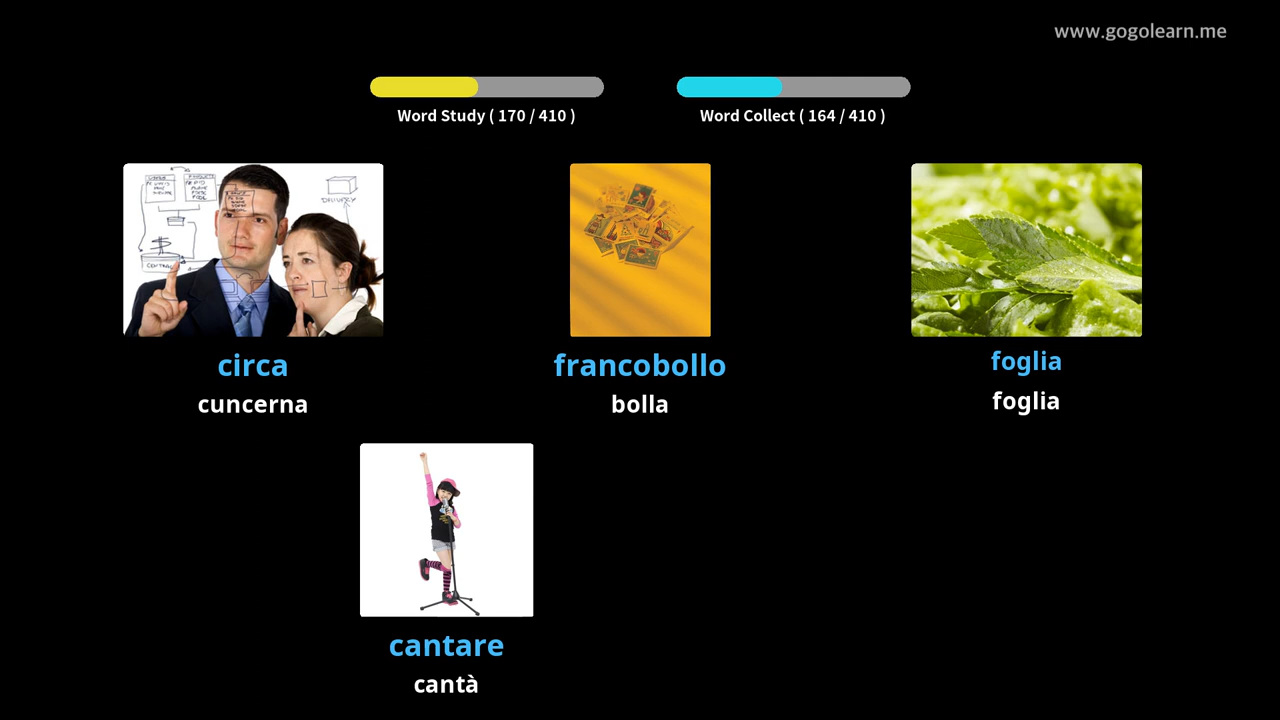 www.gogolearn.me
Word Study ( 170 / 410 )
Word Collect ( 164 / 410 )
DELIVERY
circa
francobollo
foglia
cuncerna
bolla
foglia
cantare
cantà